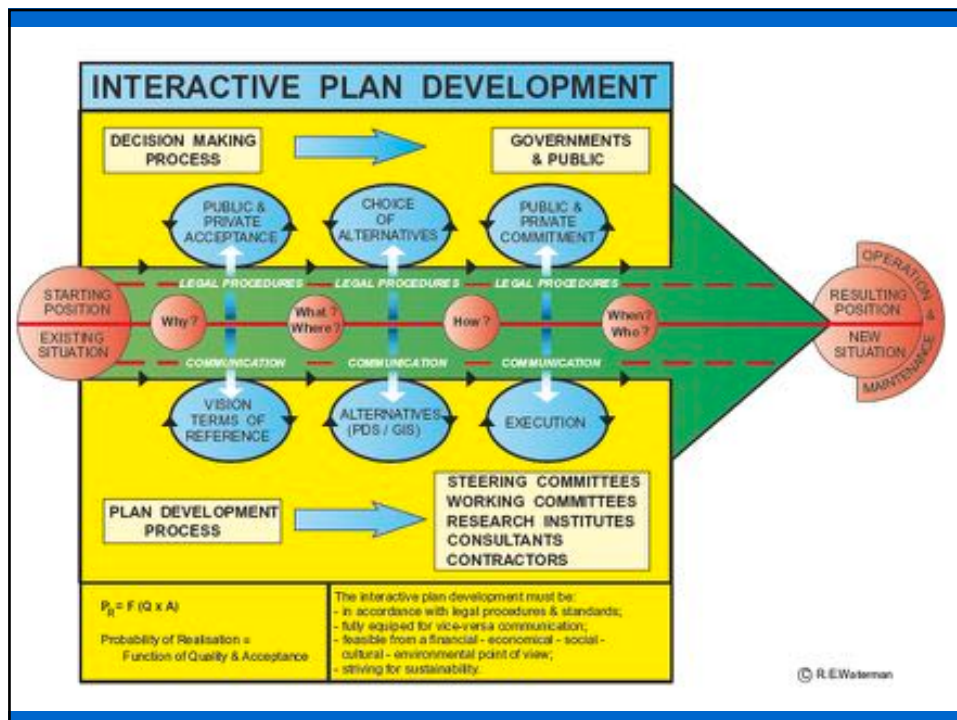 INTERACTIVE PLAN DEVELOPMENT
DECISION MAKING
PROCESS
GOVERNMENTS
& PUBLIC
PUBLIC &
PRIVATE
ACCEPTANCE
CHOICE
OF
ALTERNATIVES
PUBLIC &
PRIVATE
COMMITMENT
LEGAL PROCEDURES
LEGAL PROCEDURES
LEGAL PROCEDURES
STARTING
POSITION
EXISTING
SITUATION
Why?
What?
Where?
How?
When?
Who?
RESULTING
POSITION
NEW
SITUATION
OPERATION &
MAINTENANCE
COMMUNICATION
COMMUNICATION
COMMUNICATION
VISION
TERMS OF
REFERENCE
ALTERNATIVES
(PDS / GIS)
EXECUTION
PLAN DEVELOPMENT
PROCESS
STEERING COMMITTEES
WORKING COMMITTEES
RESEARCH INSTITUTES
CONSULTANTS
CONTRACTORS
PR = F (Q x A)
Probability of Realisation =
Function of Quality & Acceptance
The interactive plan development must be:
- in accordance with legal procedures & standards;
- fully equiped for vice-versa communication;
- feasible from a financial - economical - social -
cultural - environmental point of view;
- striving for sustainability.
© R.E.Waterman